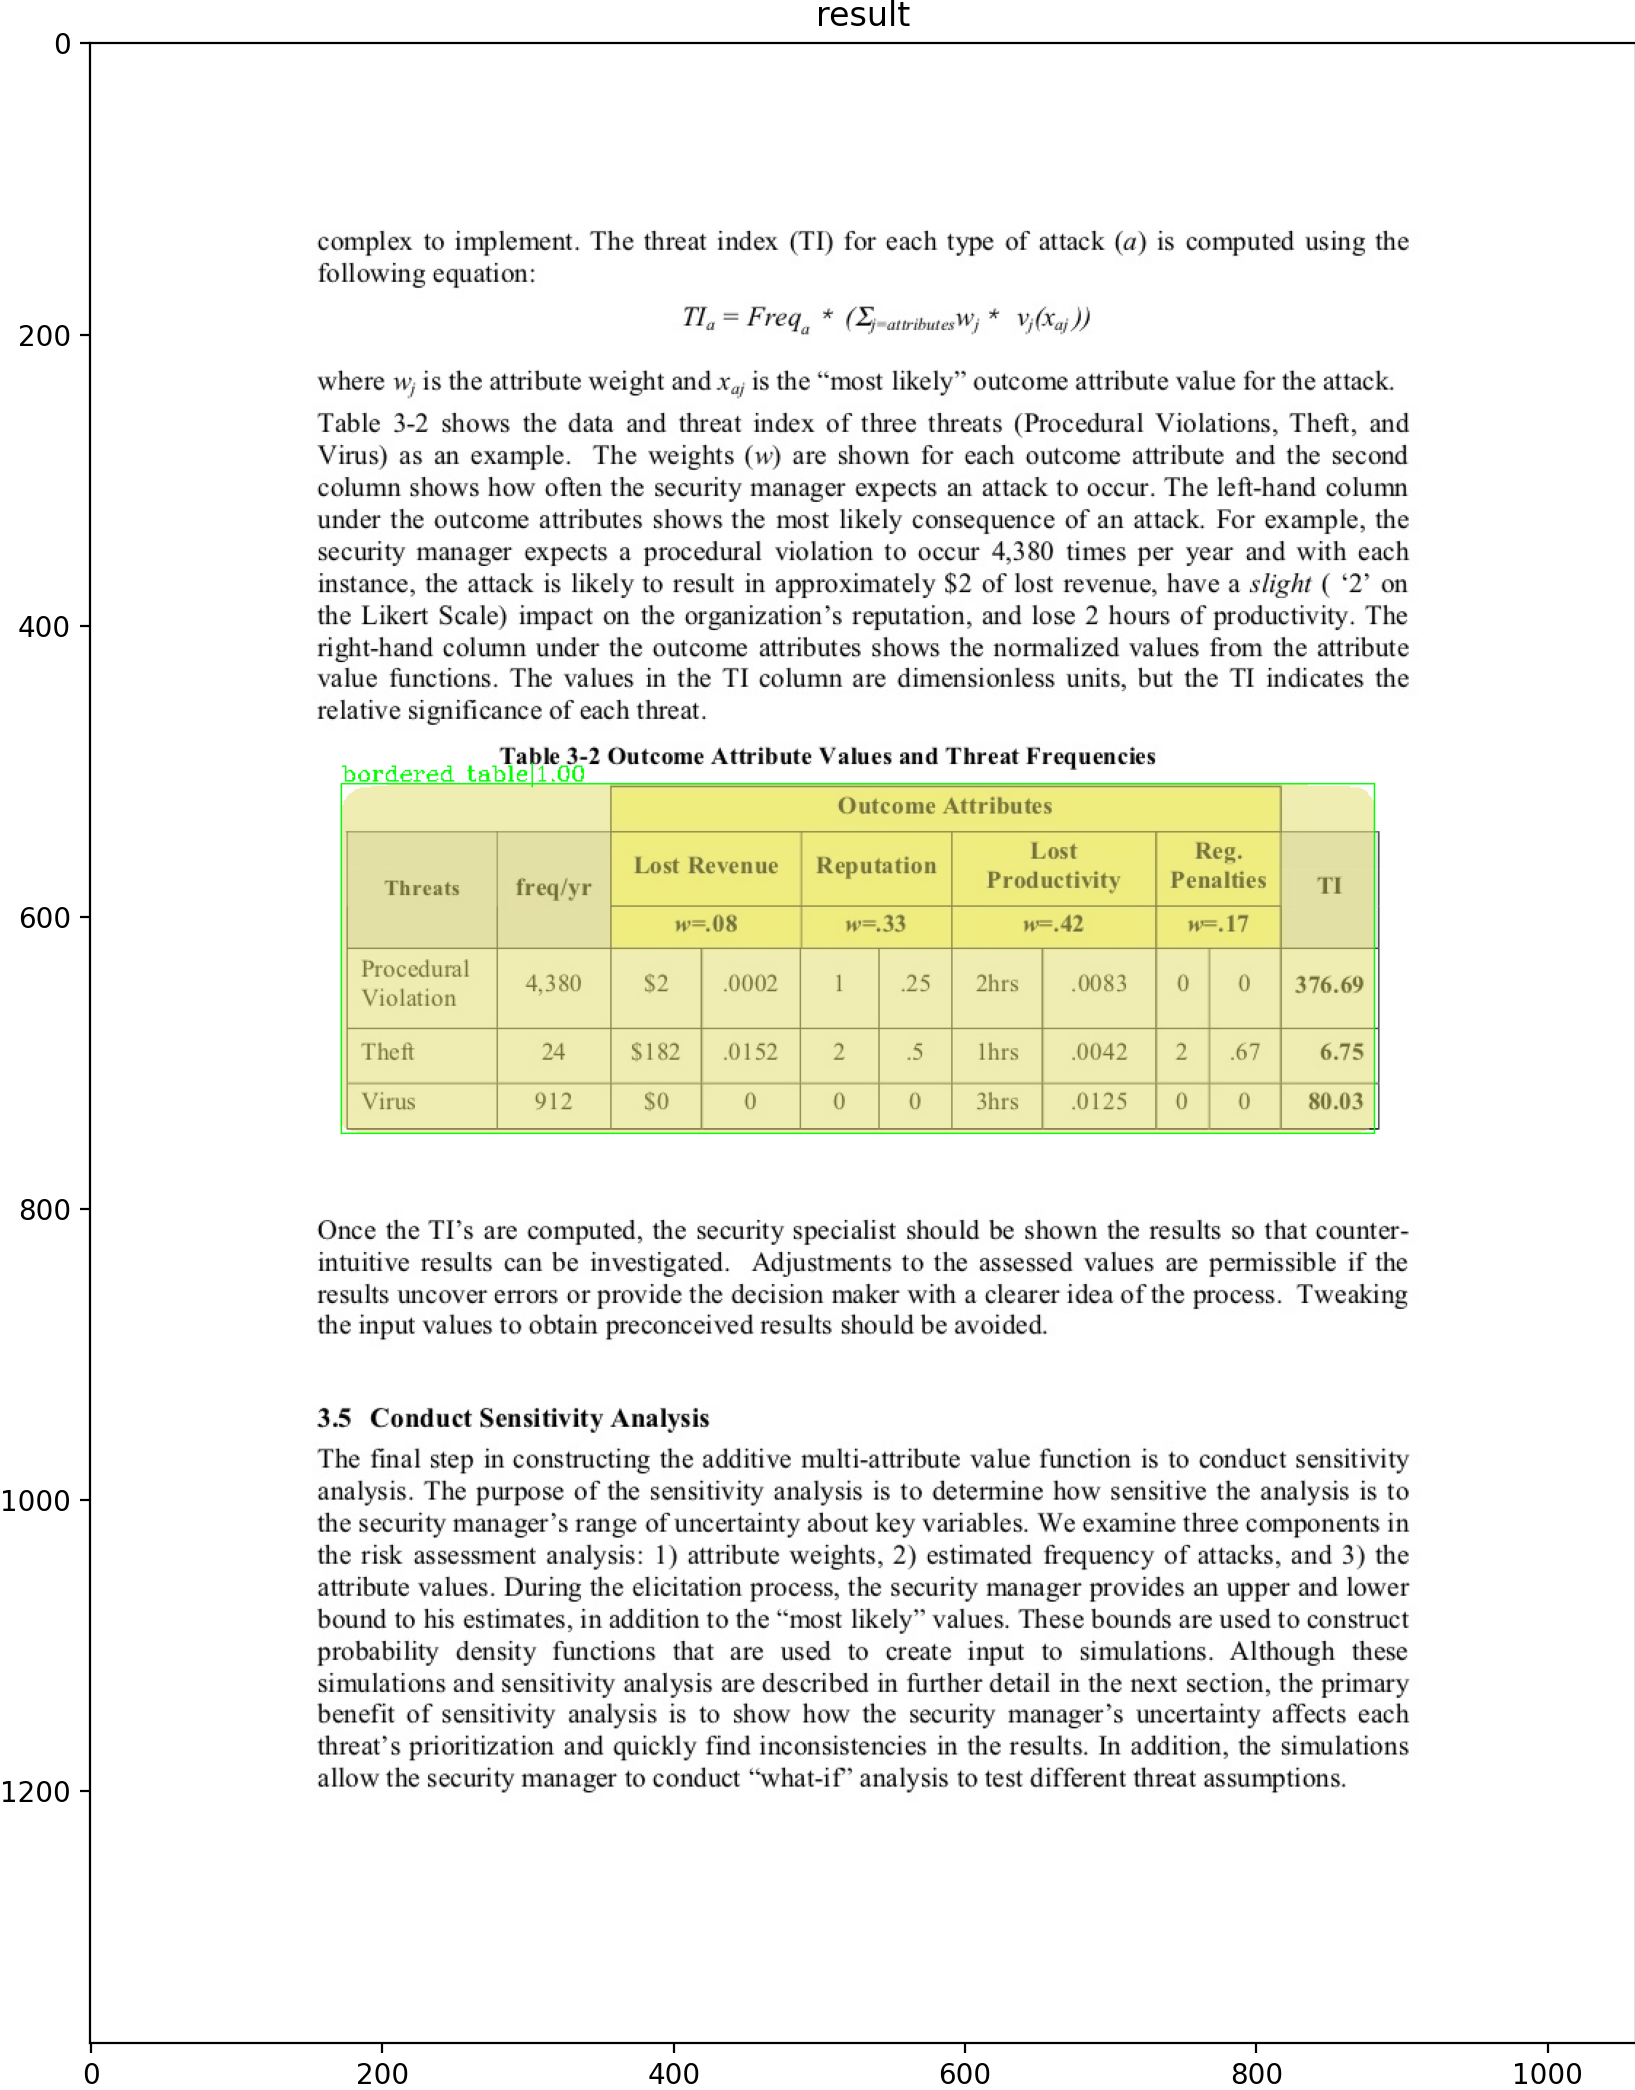 result
complex to implement. The threat index (TI) for each type of attack (a) is computed using the
following equation:
TIa = Freqa * (Σj=attributeswj * vj(xaj))
where wj is the attribute weight and xaj is the “most likely” outcome attribute value for the attack.
Table 3-2 shows the data and threat index of three threats (Procedural Violations, Theft, and
Virus) as an example. The weights (w) are shown for each outcome attribute and the second
column shows how often the security manager expects an attack to occur. The left-hand column
under the outcome attributes shows the most likely consequence of an attack. For example, the
security manager expects a procedural violation to occur 4,380 times per year and with each
instance, the attack is likely to result in approximately $2 of lost revenue, have a slight ( ‘2’ on
the Likert Scale) impact on the organization’s reputation, and lose 2 hours of productivity. The
right-hand column under the outcome attributes shows the normalized values from the attribute
value functions. The values in the TI column are dimensionless units, but the TI indicates the
relative significance of each threat.
Table 3-2 Outcome Attribute Values and Threat Frequencies
bordered table|1.00
Outcome Attributes
Threats freq/yr Lost Revenue Reputation Lost Productivity Reg. Penalties TI
w=.08 w=.33 w=.42 w=.17
Procedural Violation 4,380 $2 .0002 1 .25 2hrs .0083 0 0 376.69
Theft 24 $182 .0152 2 .5 1hrs .0042 2 .67 6.75
Virus 912 $0 0 0 0 3hrs .0125 0 0 80.03
Once the TI’s are computed, the security specialist should be shown the results so that counter-
intuitive results can be investigated. Adjustments to the assessed values are permissible if the
results uncover errors or provide the decision maker with a clearer idea of the process. Tweaking
the input values to obtain preconceived results should be avoided.
3.5 Conduct Sensitivity Analysis
The final step in constructing the additive multi-attribute value function is to conduct sensitivity
analysis. The purpose of the sensitivity analysis is to determine how sensitive the analysis is to
the security manager’s range of uncertainty about key variables. We examine three components in
the risk assessment analysis: 1) attribute weights, 2) estimated frequency of attacks, and 3) the
attribute values. During the elicitation process, the security manager provides an upper and lower
bound to his estimates, in addition to the “most likely” values. These bounds are used to construct
probability density functions that are used to create input to simulations. Although these
simulations and sensitivity analysis are described in further detail in the next section, the primary
benefit of sensitivity analysis is to show how the security manager’s uncertainty affects each
threat’s prioritization and quickly find inconsistencies in the results. In addition, the simulations
allow the security manager to conduct “what-if” analysis to test different threat assumptions.
0
200
400
600
800
1000
1200
0 200 400 600 800 1000